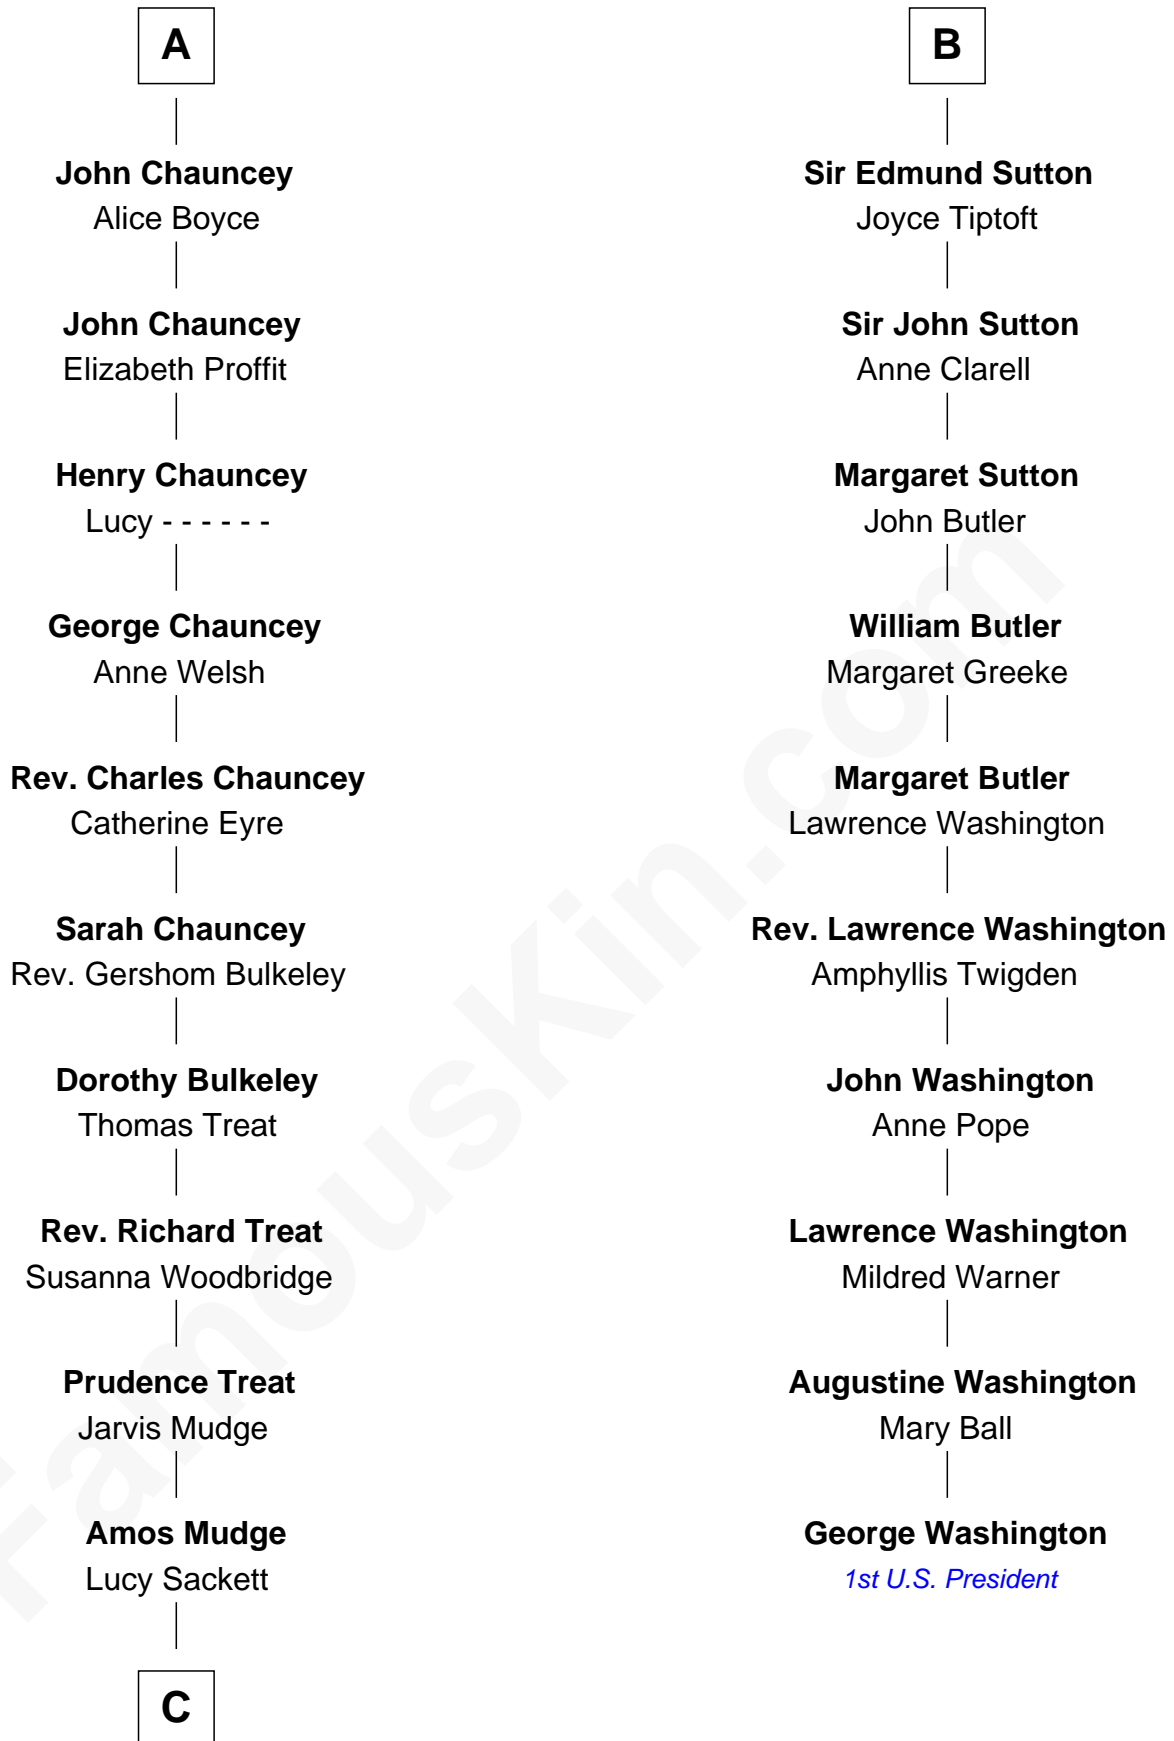 A
John Chauncey
Alice Boyce
John Chauncey
Elizabeth Proffit
Henry Chauncey
Lucy - - - - - -
George Chauncey
Anne Welsh
Rev. Charles Chauncey
Catherine Eyre
Sarah Chauncey
Rev. Gershom Bulkeley
Dorothy Bulkeley
Thomas Treat
Rev. Richard Treat
Susanna Woodbridge
Prudence Treat
Jarvis Mudge
Amos Mudge
Lucy Sackett
C
B
Sir Edmund Sutton
Joyce Tiptoft
Sir John Sutton
Anne Clarell
Margaret Sutton
John Butler
William Butler
Margaret Greeke
Margaret Butler
Lawrence Washington
Rev. Lawrence Washington
Amphyllis Twigden
John Washington
Anne Pope
Lawrence Washington
Mildred Warner
Augustine Washington
Mary Ball
George Washington
1st U.S. President
FamousKin.com